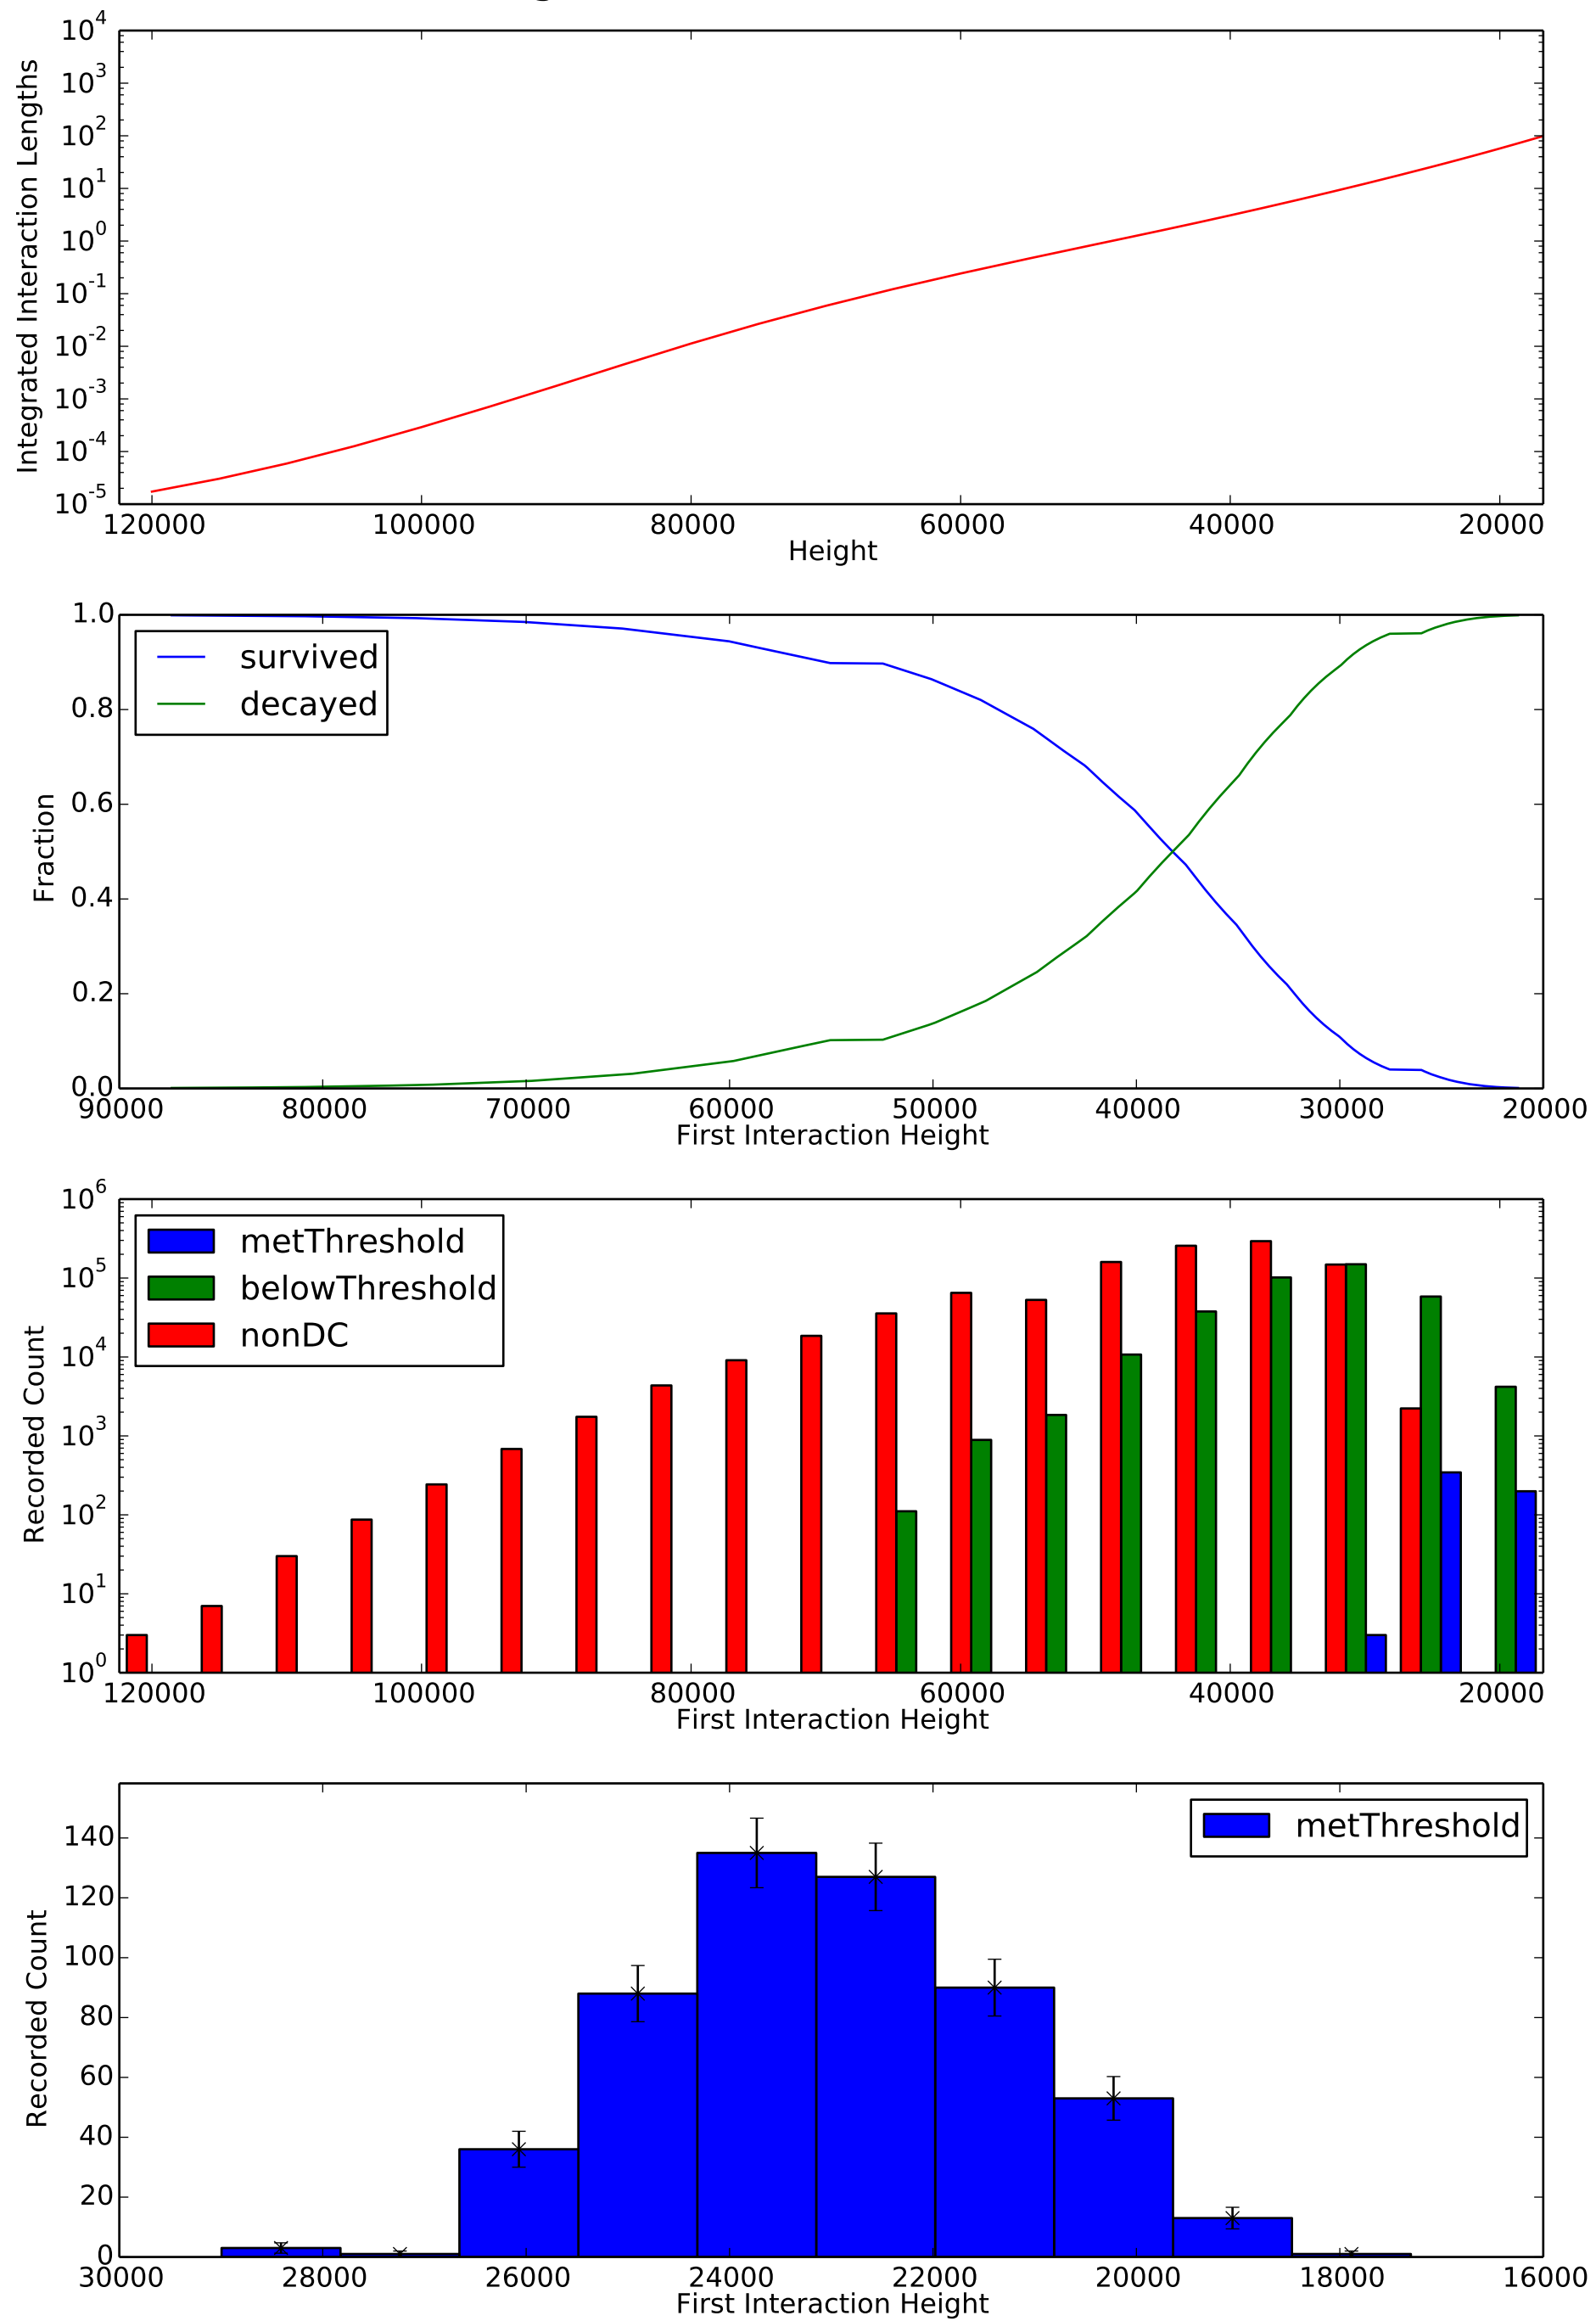 10^4
10^3
10^2
10^1
10^0
10^-1
10^-2
10^-3
10^-4
10^-5
Integrated Interaction Lengths
120000 100000 80000 60000 40000 20000
Height
1.0
0.8
0.6
0.4
0.2
0.0
Fraction
survived
decayed
90000 80000 70000 60000 50000 40000 30000 20000
First Interaction Height
10^6
10^5
10^4
10^3
10^2
10^1
10^0
Recorded Count
metThreshold
belowThreshold
nonDC
120000 100000 80000 60000 40000 20000
First Interaction Height
140
120
100
80
60
40
20
0
Recorded Count
metThreshold
30000 28000 26000 24000 22000 20000 18000 16000
First Interaction Height